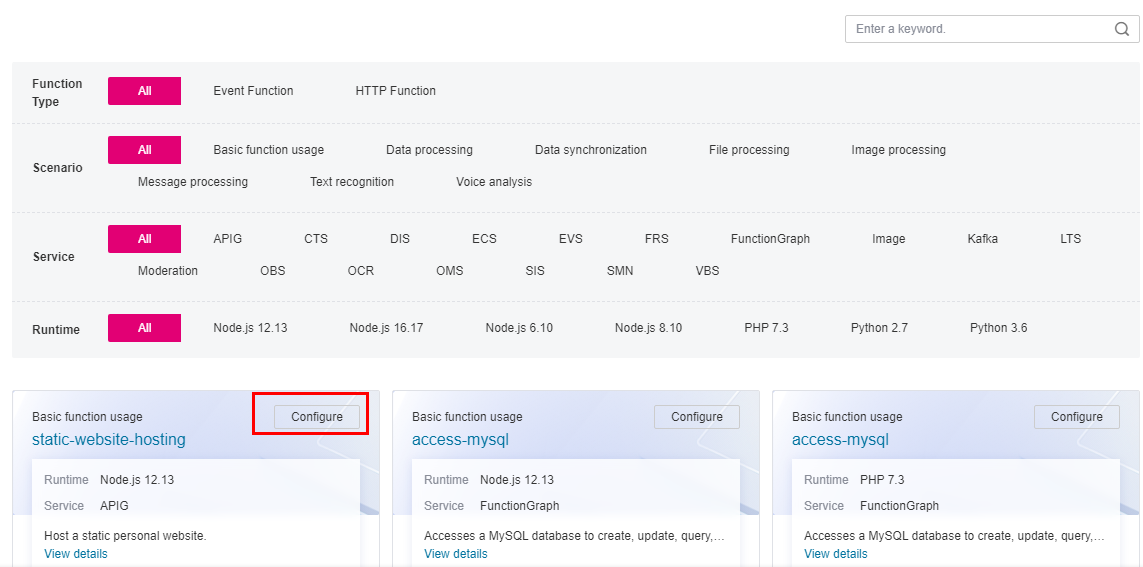 Enter a keyword.
Function Type
All Event Function HTTP Function
Scenario
All Basic function usage Data processing Data synchronization File processing Image processing
Message processing Text recognition Voice analysis
Service
All APIG CTS DIS ECS EVS FRS FunctionGraph Image Kafka LTS
Moderation OBS OCR OMS SIS SMN VBS
Runtime All Node.js 12.13 Node.js 16.17 Node.js 6.10 Node.js 8.10 PHP 7.3 Python 2.7 Python 3.6
Basic function usage Configure
static-website-hosting
Runtime Node.js 12.13
Service APIG
Host a static personal website.
View details
Basic function usage Configure
access-mysql
Runtime Node.js 12.13
Service FunctionGraph
Accesses a MySQL database to create, update, query,...
View details
Basic function usage Configure
access-mysql
Runtime PHP 7.3
Service FunctionGraph
Accesses a MySQL database to create, update, query,...
View details